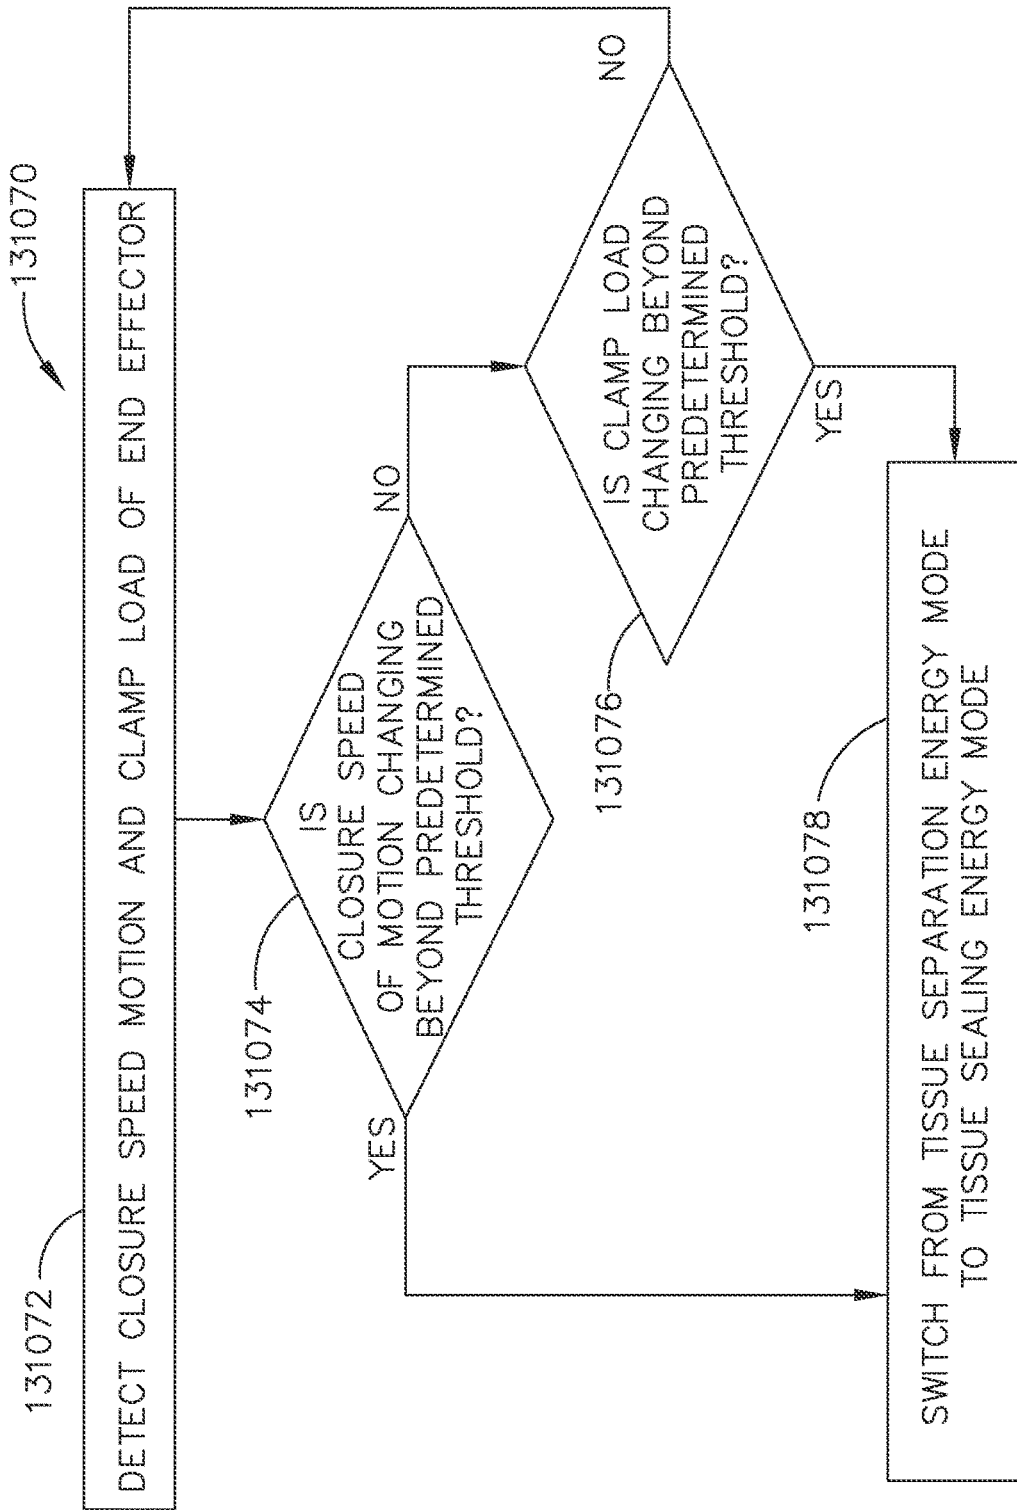 131070
131072
DETECT CLOSURE SPEED MOTION AND CLAMP LOAD OF END EFFECTOR
131074
IS
CLOSURE SPEED
OF MOTION CHANGING
BEYOND PREDETERMINED
THRESHOLD?
YES
NO
131076
IS CLAMP LOAD
CHANGING BEYOND
PREDETERMINED
THRESHOLD?
NO
YES
131078
SWITCH FROM TISSUE SEPARATION ENERGY MODE
TO TISSUE SEALING ENERGY MODE